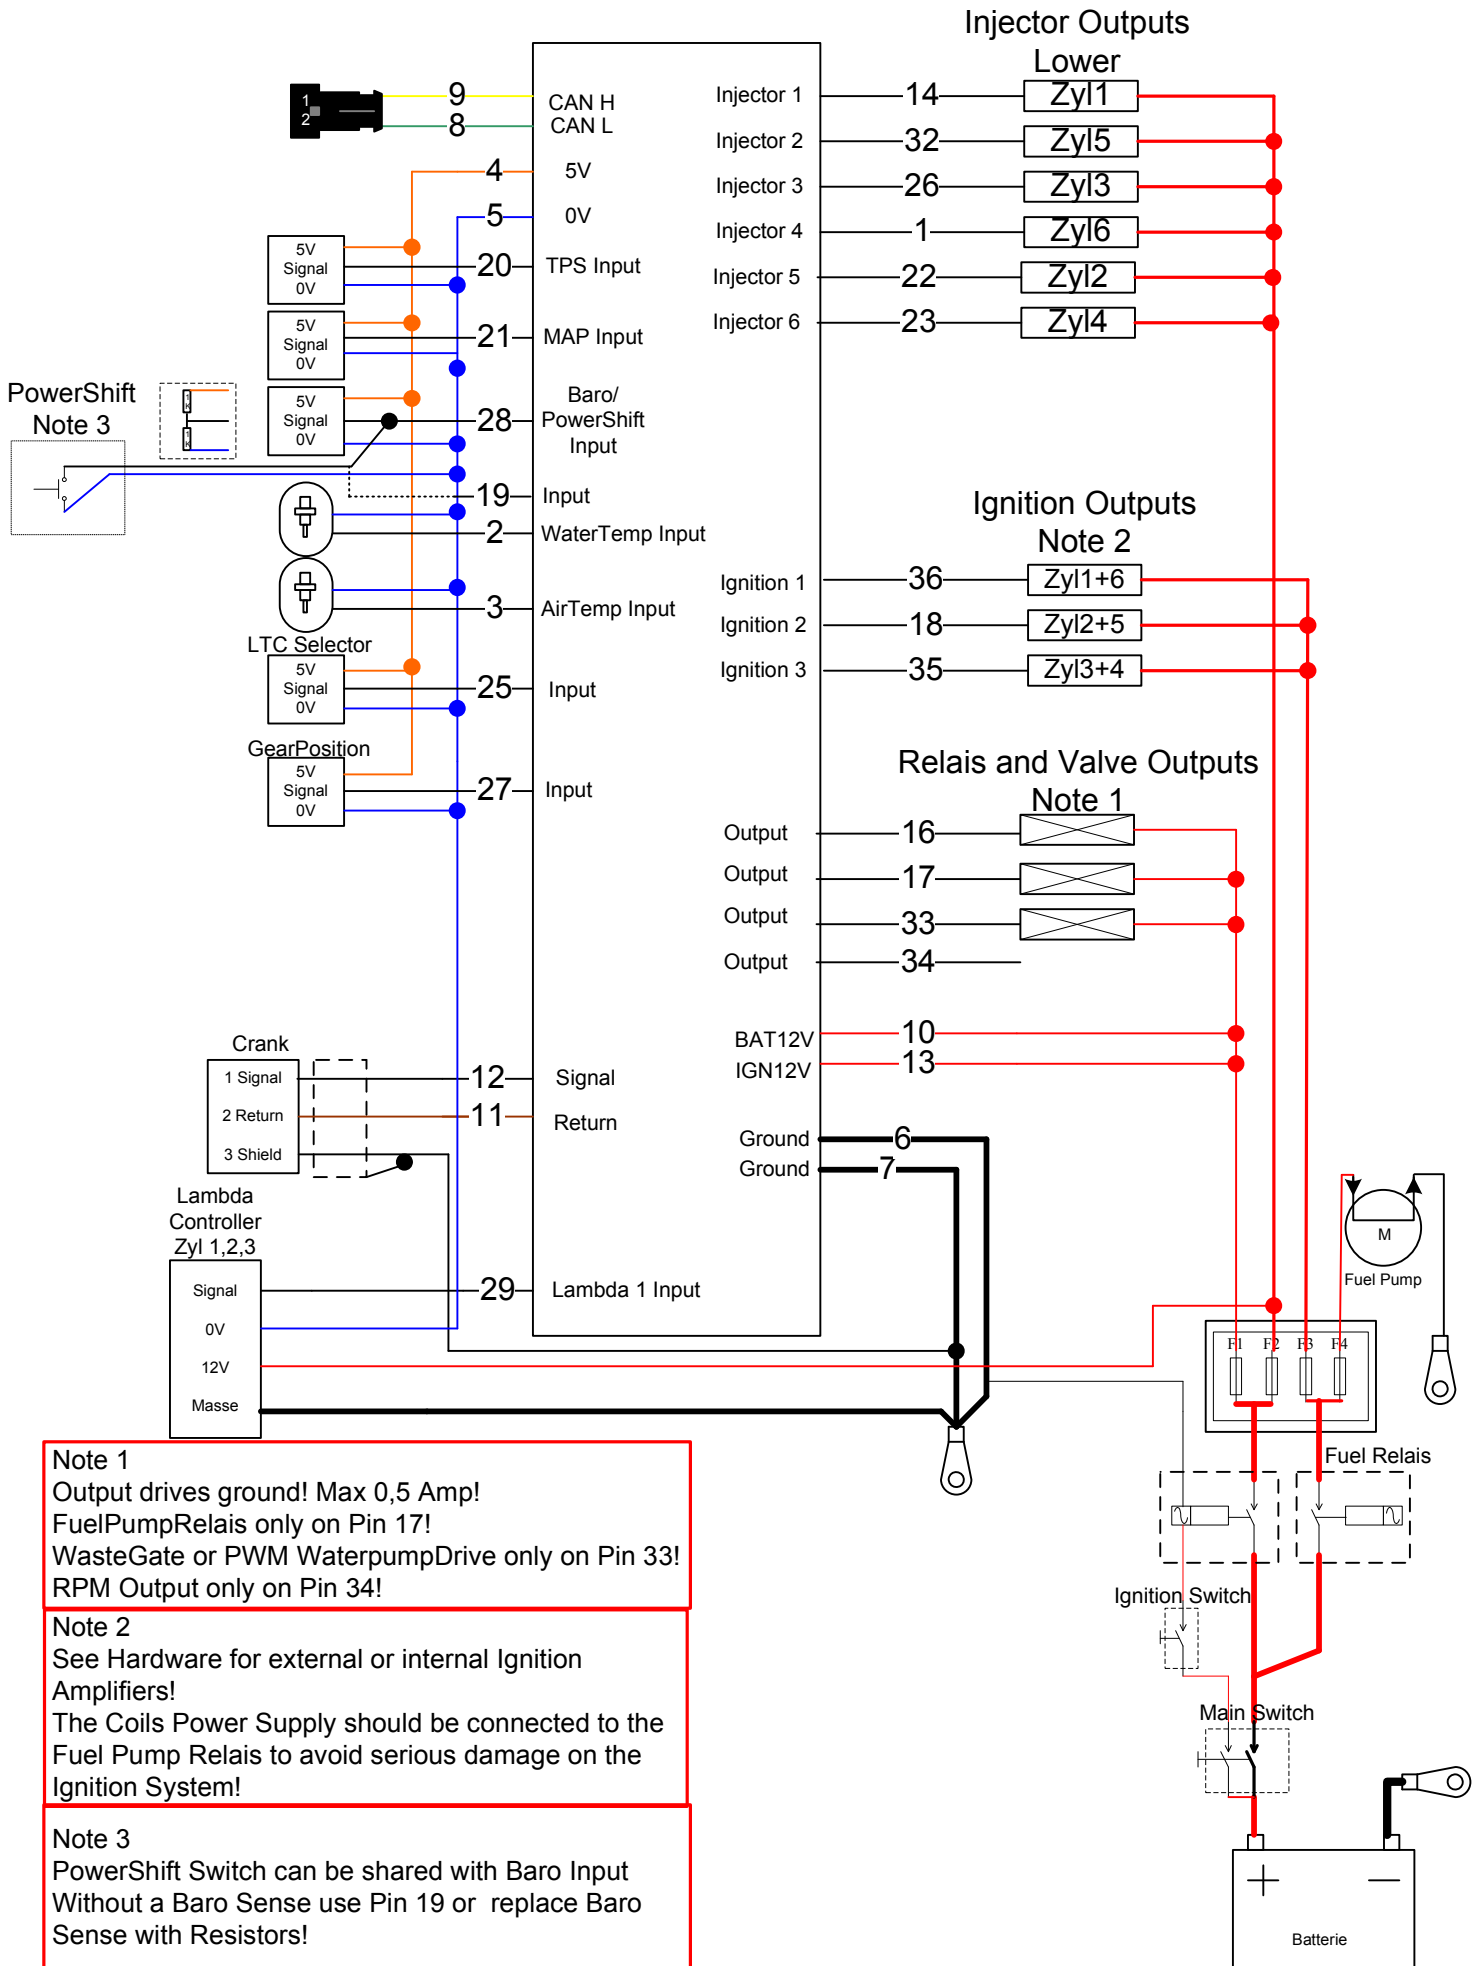 Injector Outputs
Lower
1
2
9
8
CAN H
CAN L
4
5V
5
0V
5V
Signal
0V
20
TPS Input
5V
Signal
0V
21
MAP Input
5V
Signal
0V
28
Baro/
PowerShift
Input
PowerShift
Note 3
1
K
1
K
19
Input
2
WaterTemp Input
3
AirTemp Input
LTC Selector
5V
Signal
0V
25
Input
GearPosition
5V
Signal
0V
27
Input
Crank
1 Signal
2 Return
3 Shield
12
Signal
11
Return
Lambda
Controller
Zyl 1,2,3
Signal
0V
12V
Masse
29
Lambda 1 Input
Injector 1
14
Zyl1
Injector 2
32
Zyl5
Injector 3
26
Zyl3
Injector 4
1
Zyl6
Injector 5
22
Zyl2
Injector 6
23
Zyl4
Ignition Outputs
Note 2
Ignition 1
36
Zyl1+6
Ignition 2
18
Zyl2+5
Ignition 3
35
Zyl3+4
Relais and Valve Outputs
Note 1
Output
16
Output
17
Output
33
Output
34
BAT12V
10
IGN12V
13
Ground
6
Ground
7
M
Fuel Pump
F1
F2
F3
F4
Fuel Relais
Ignition Switch
Main Switch
Batterie
Note 1
Output drives ground! Max 0,5 Amp!
FuelPumpRelais only on Pin 17!
WasteGate or PWM WaterpumpDrive only on Pin 33!
RPM Output only on Pin 34!
Note 2
See Hardware for external or internal Ignition
Amplifiers!
The Coils Power Supply should be connected to the
Fuel Pump Relais to avoid serious damage on the
Ignition System!
Note 3
PowerShift Switch can be shared with Baro Input
Without a Baro Sense use Pin 19 or replace Baro
Sense with Resistors!